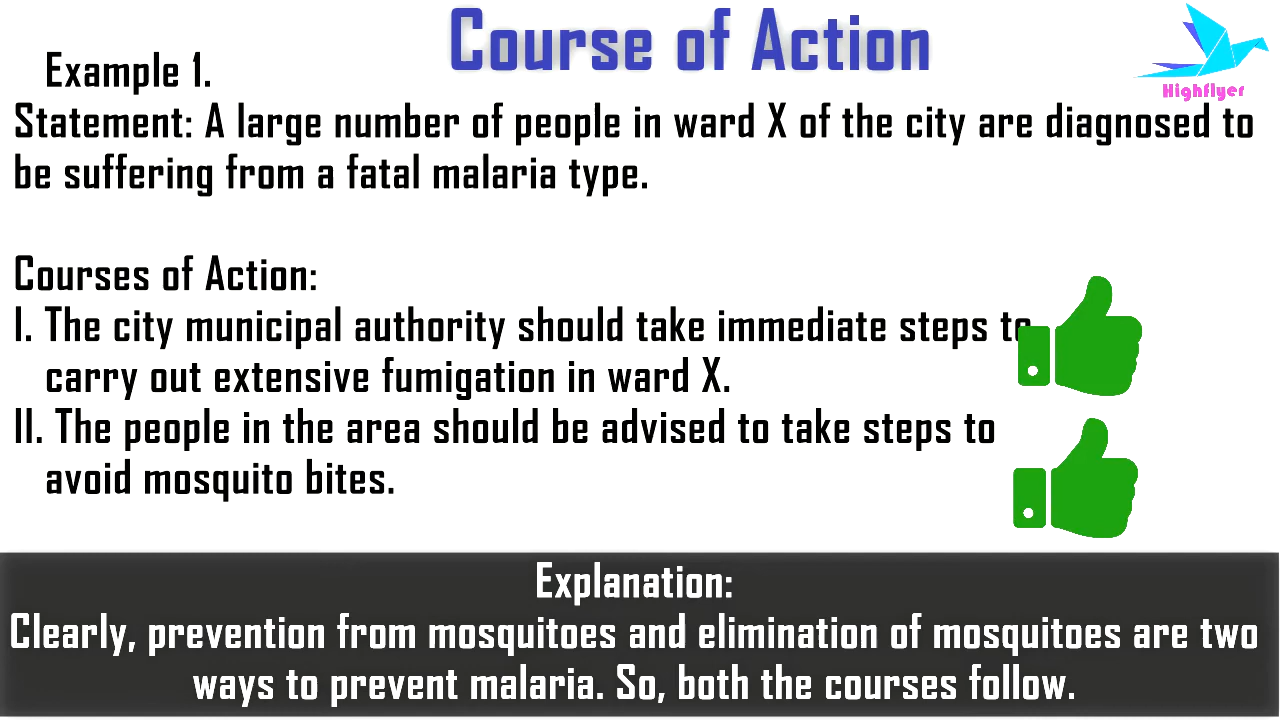 Course of Action
Highflyer
Example 1.
Statement: A large number of people in ward X of the city are diagnosed to
be suffering from a fatal malaria type.
Courses of Action:
I. The city municipal authority should take immediate steps to
carry out extensive fumigation in ward X.
II. The people in the area should be advised to take steps to
avoid mosquito bites.
Explanation:
Clearly, prevention from mosquitoes and elimination of mosquitoes are two
ways to prevent malaria. So, both the courses follow.